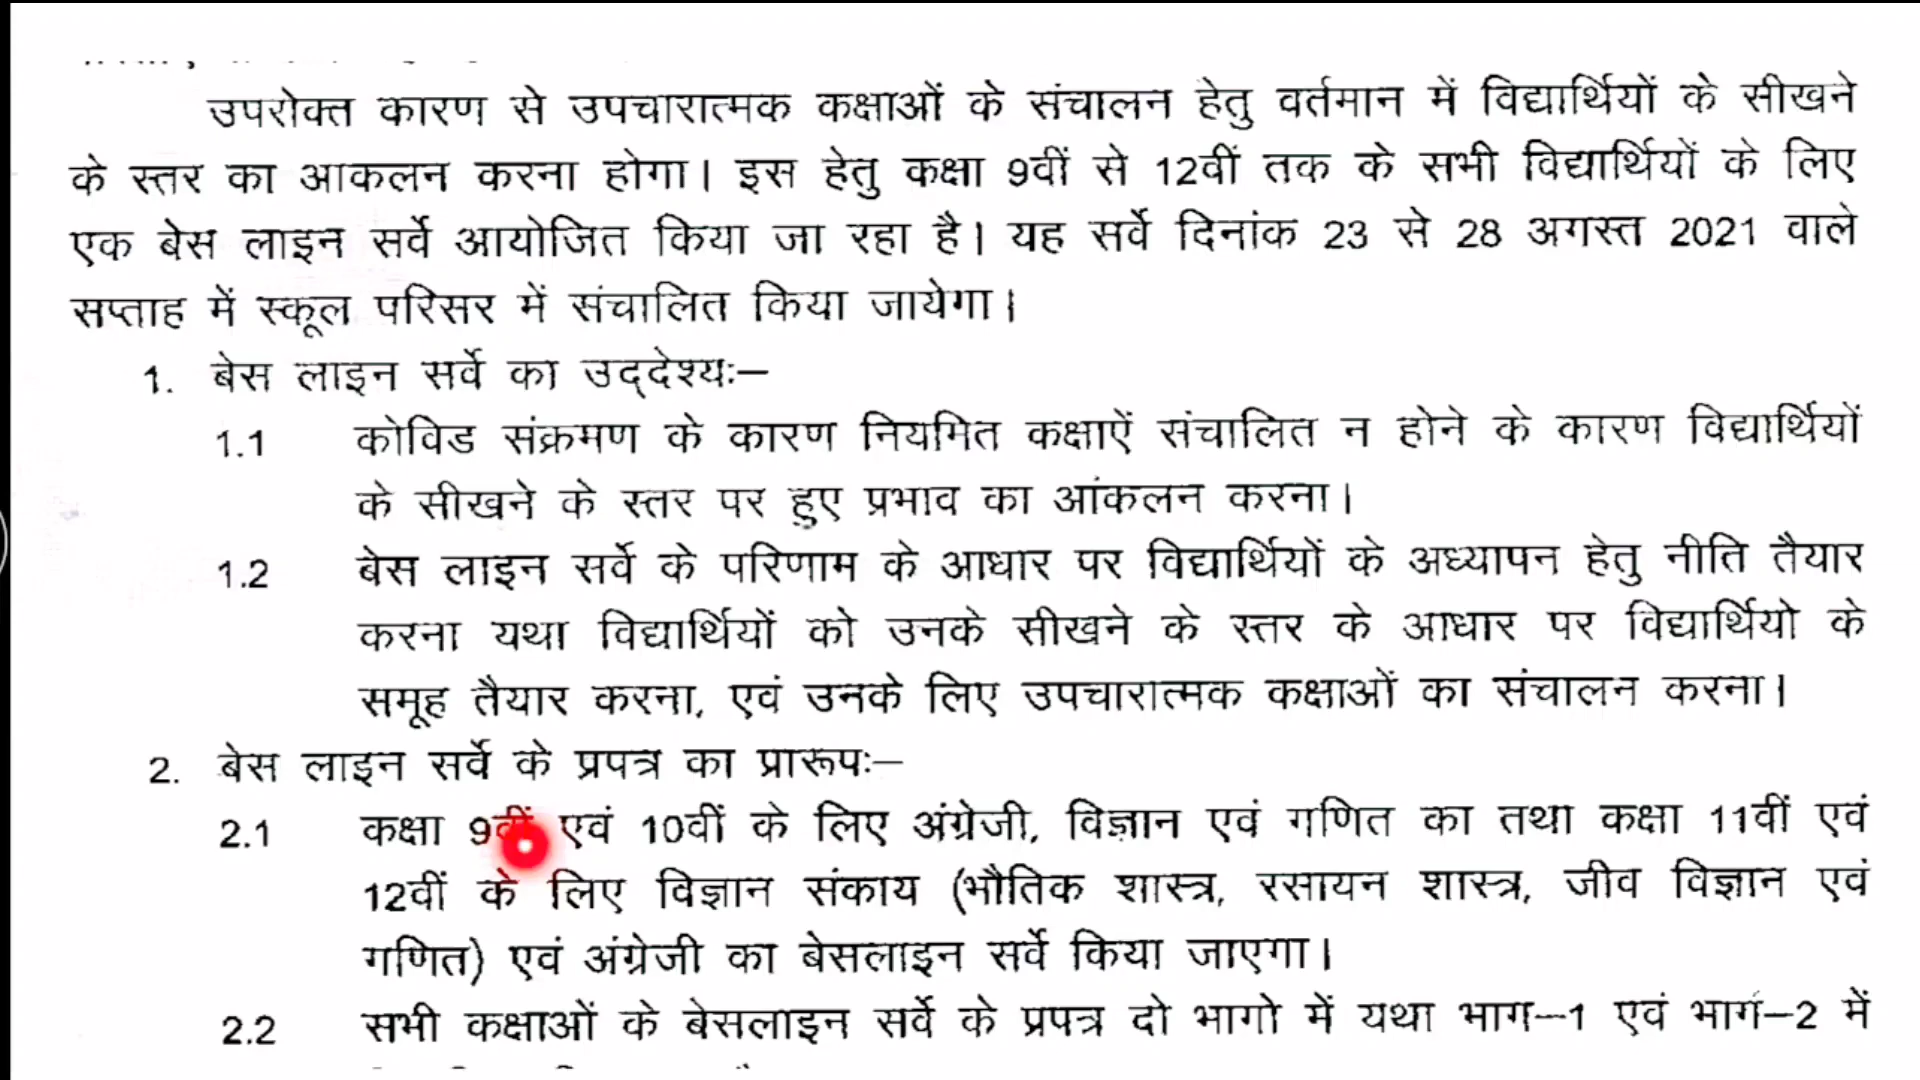 उपरोक्त कारण से उपचारात्मक कक्षाओं के संचालन हेतु वर्तमान में विद्यार्थियों के सीखने
के स्तर का आकलन करना होगा। इस हेतु कक्षा 9वीं से 12वीं तक के सभी विद्यार्थियों के लिए
एक बेस लाइन सर्वे आयोजित किया जा रहा है। यह सर्वे दिनांक 23 से 28 अगस्त 2021 वाले
सप्ताह में स्कूल परिसर में संचालित किया जायेगा।
1. बेस लाइन सर्वे का उद्देश्यः–
1.1 कोविड संक्रमण के कारण नियमित कक्षाऐं संचालित न होने के कारण विद्यार्थियों
के सीखने के स्तर पर हुए प्रभाव का आंकलन करना।
1.2 बेस लाइन सर्वे के परिणाम के आधार पर विद्यार्थियों के अध्यापन हेतु नीति तैयार
करना यथा विद्यार्थियों को उनके सीखने के स्तर के आधार पर विद्यार्थियो के
समूह तैयार करना, एवं उनके लिए उपचारात्मक कक्षाओं का संचालन करना।
2. बेस लाइन सर्वे के प्रपत्र का प्रारूपः–
2.1 कक्षा 9वीं एवं 10वीं के लिए अंग्रेजी, विज्ञान एवं गणित का तथा कक्षा 11वीं एवं
12वीं के लिए विज्ञान संकाय (भौतिक शास्त्र, रसायन शास्त्र, जीव विज्ञान एवं
गणित) एवं अंग्रेजी का बेसलाइन सर्वे किया जाएगा।
2.2 सभी कक्षाओं के बेसलाइन सर्वे के प्रपत्र दो भागो में यथा भाग–1 एवं भाग–2 में